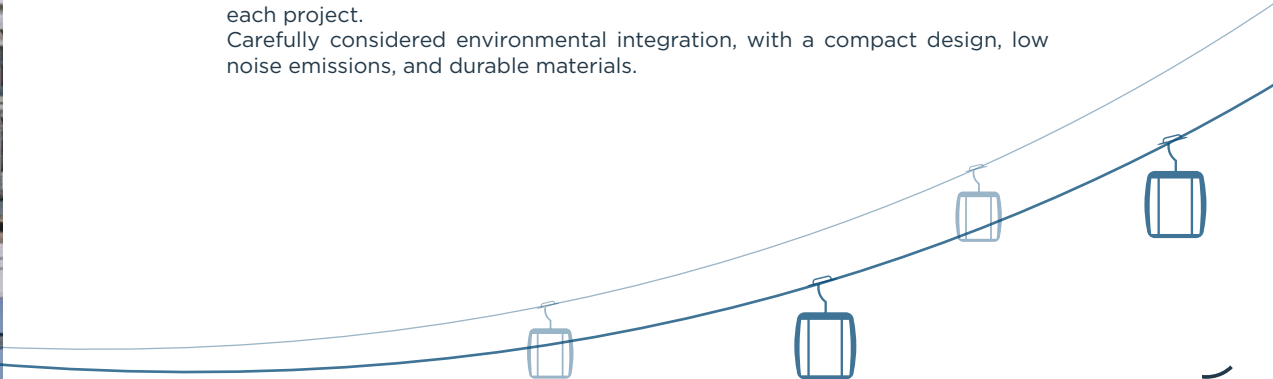 each project.
Carefully considered environmental integration, with a compact design, low
noise emissions, and durable materials.